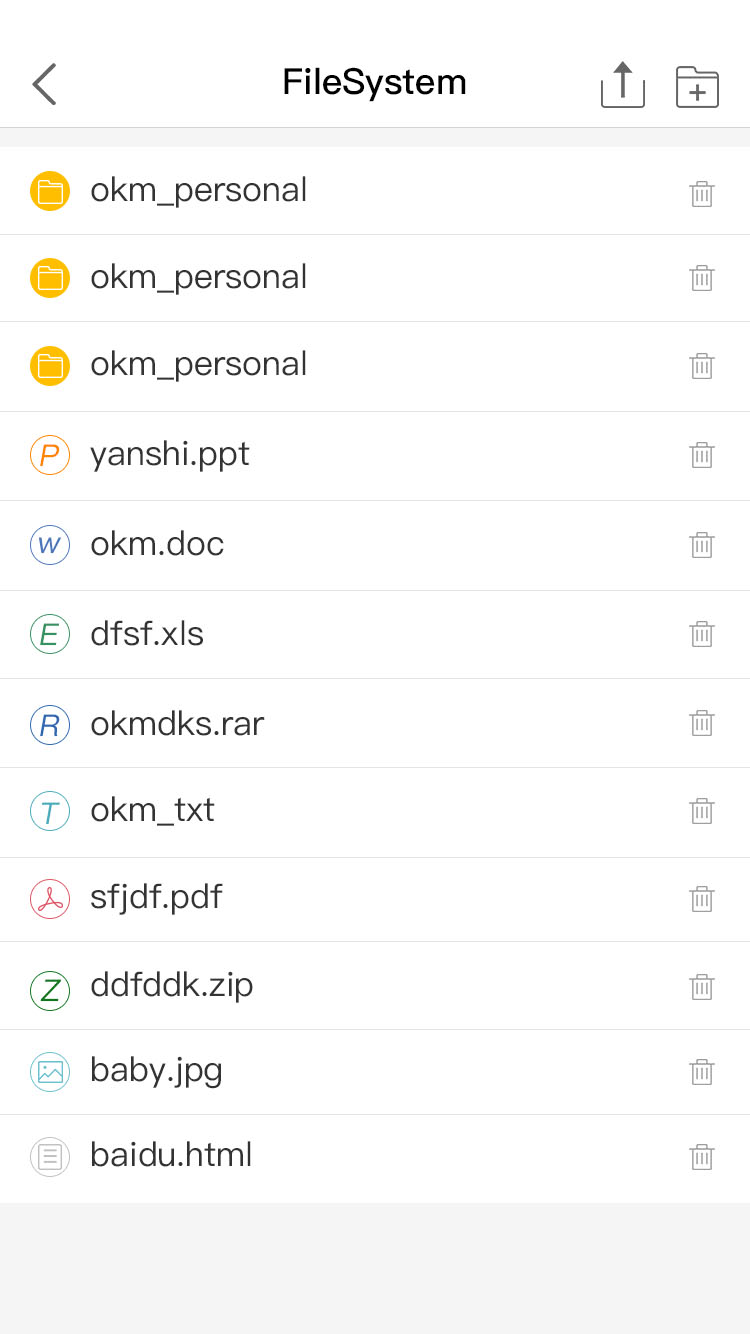 FileSystem
okm_personal
okm_personal
okm_personal
P yanshi.ppt
W okm.doc
E dfsf.xls
R okmdks.rar
T okm_txt
sfjdf.pdf
Z ddfddk.zip
baby.jpg
baidu.html